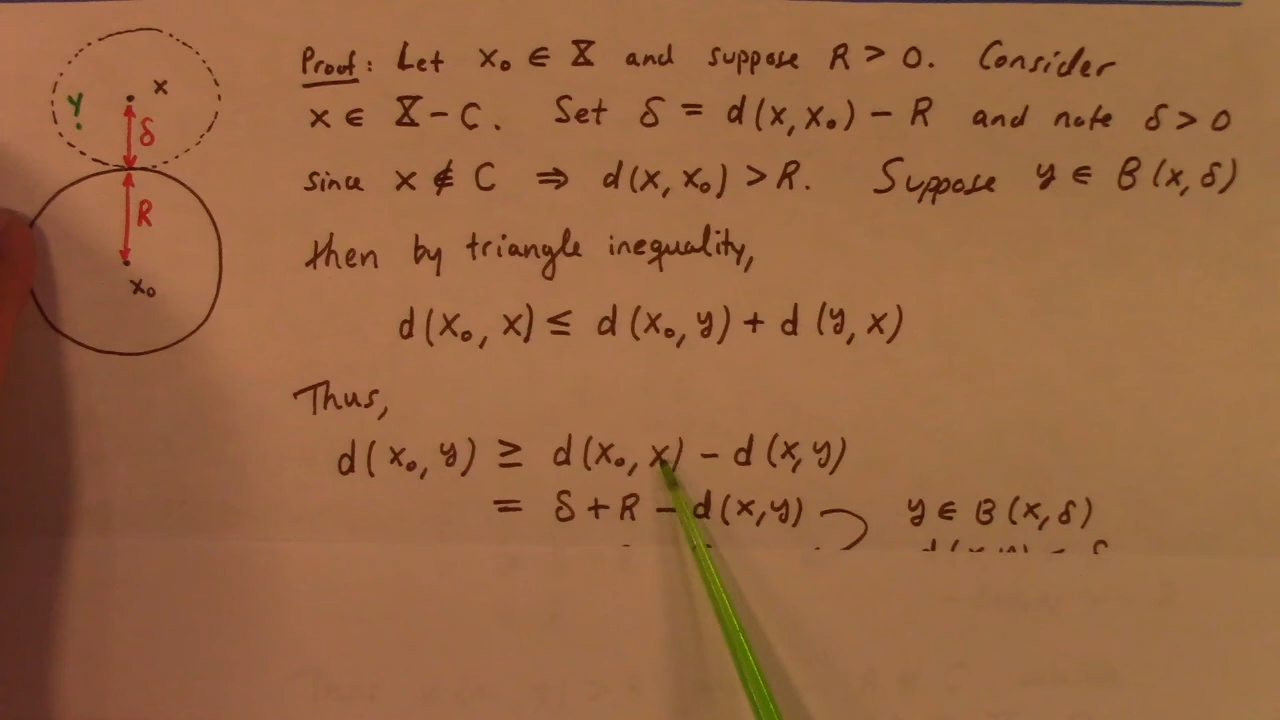 Proof: Let x₀ ∈ X and suppose R > 0. Consider
x ∈ X - C. Set δ = d(x, x₀) - R and note δ > 0
since x ∉ C ⇒ d(x, x₀) > R. Suppose y ∈ B(x, δ)
then by triangle inequality,
d(x₀, x) ≤ d(x₀, y) + d(y, x)
Thus,
d(x₀, y) ≥ d(x₀, x) - d(x, y)
= δ + R - d(x, y) y ∈ B(x, δ)
x
y
δ
R
x₀